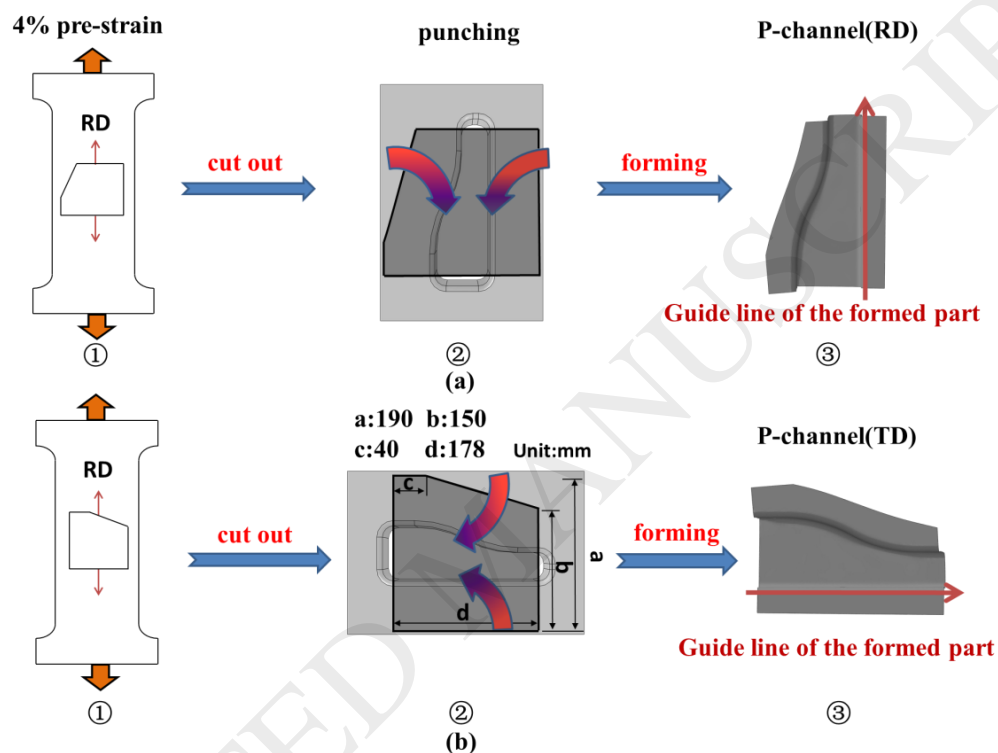 4% pre-strain
punching
P-channel(RD)
RD
cut out
forming
Guide line of the formed part
①
②
③
(a)
a:190 b:150
c:40 d:178 Unit:mm
P-channel(TD)
RD
c
cut out
forming
a
b
d
Guide line of the formed part
①
②
③
(b)
TED MANUSCRIP